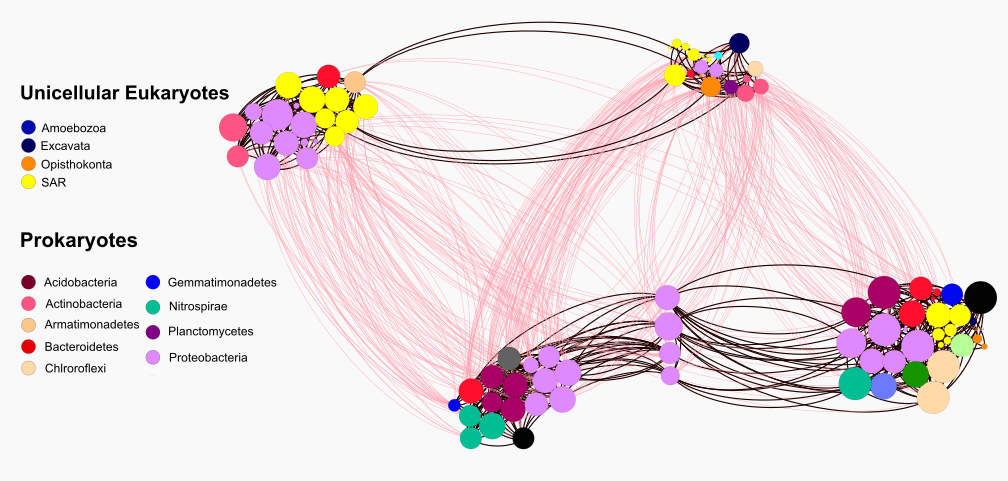 Unicellular Eukaryotes
Amoebozoa
Excavata
Opisthokonta
SAR
Prokaryotes
Acidobacteria
Actinobacteria
Armatimonadetes
Bacteroidetes
Chlroroflexi
Gemmatimonadetes
Nitrospirae
Planctomycetes
Proteobacteria